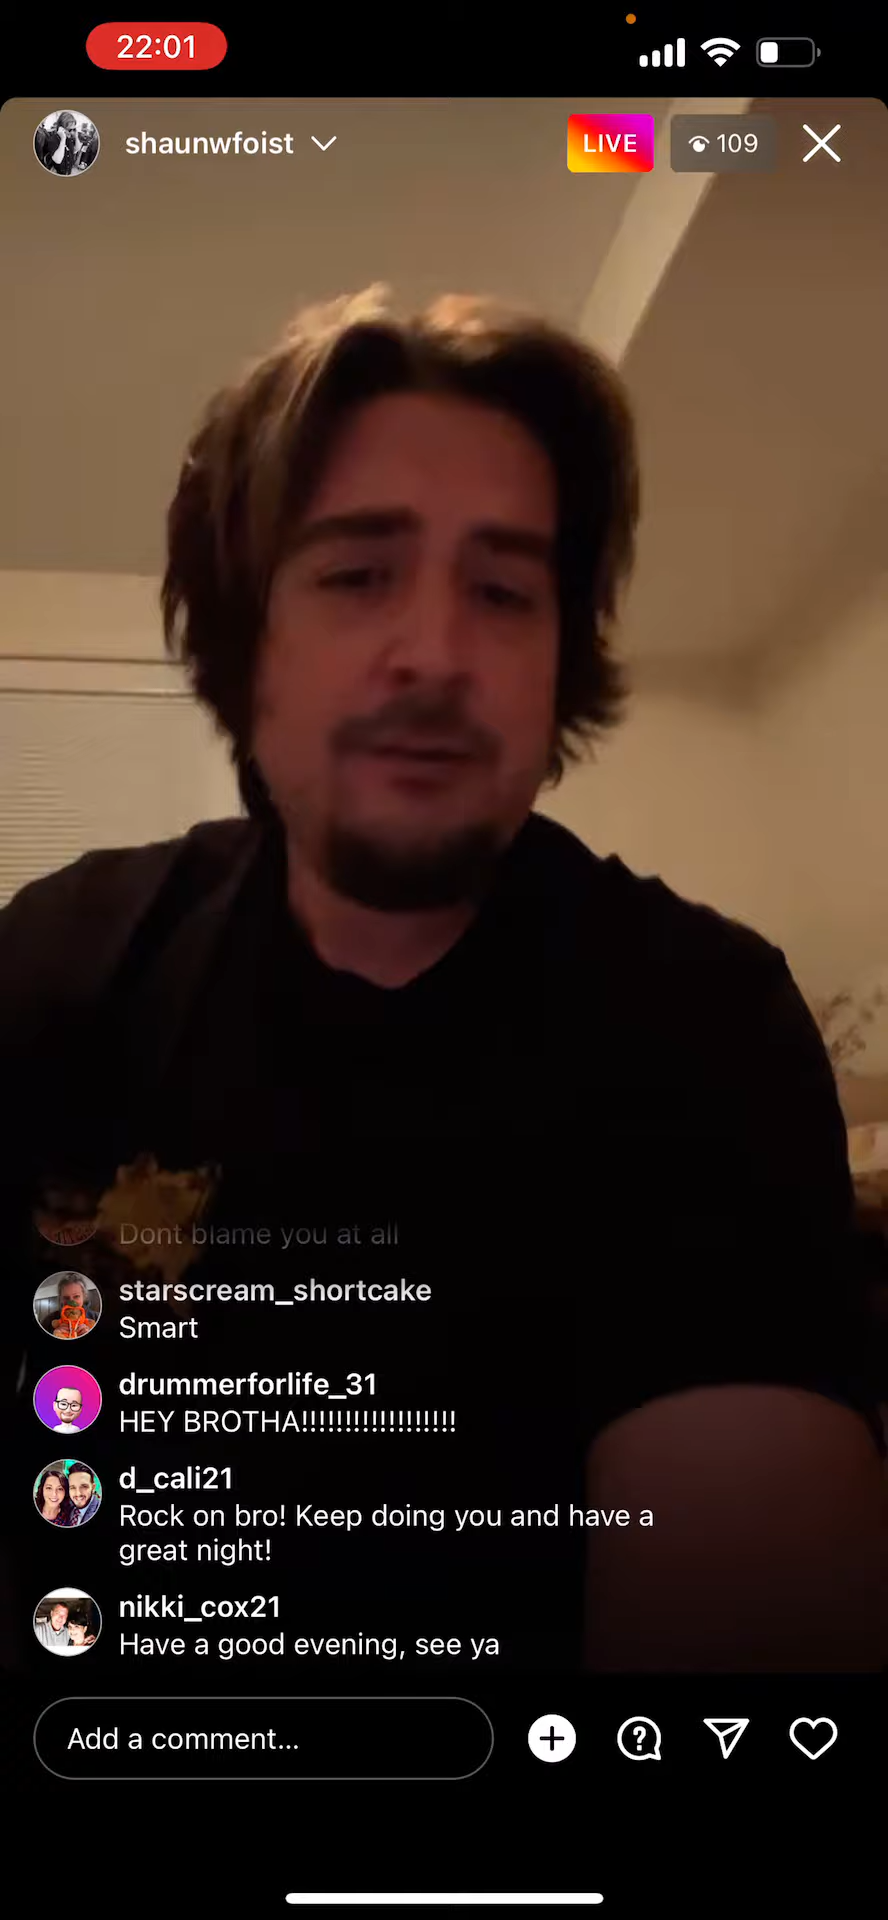 22:01
shaunwfoist
LIVE
109
Dont blame you at all
starscream_shortcake
Smart
drummerforlife_31
HEY BROTHA!!!!!!!!!!!!!!!!!!
d_cali21
Rock on bro! Keep doing you and have a
great night!
nikki_cox21
Have a good evening, see ya
Add a comment...